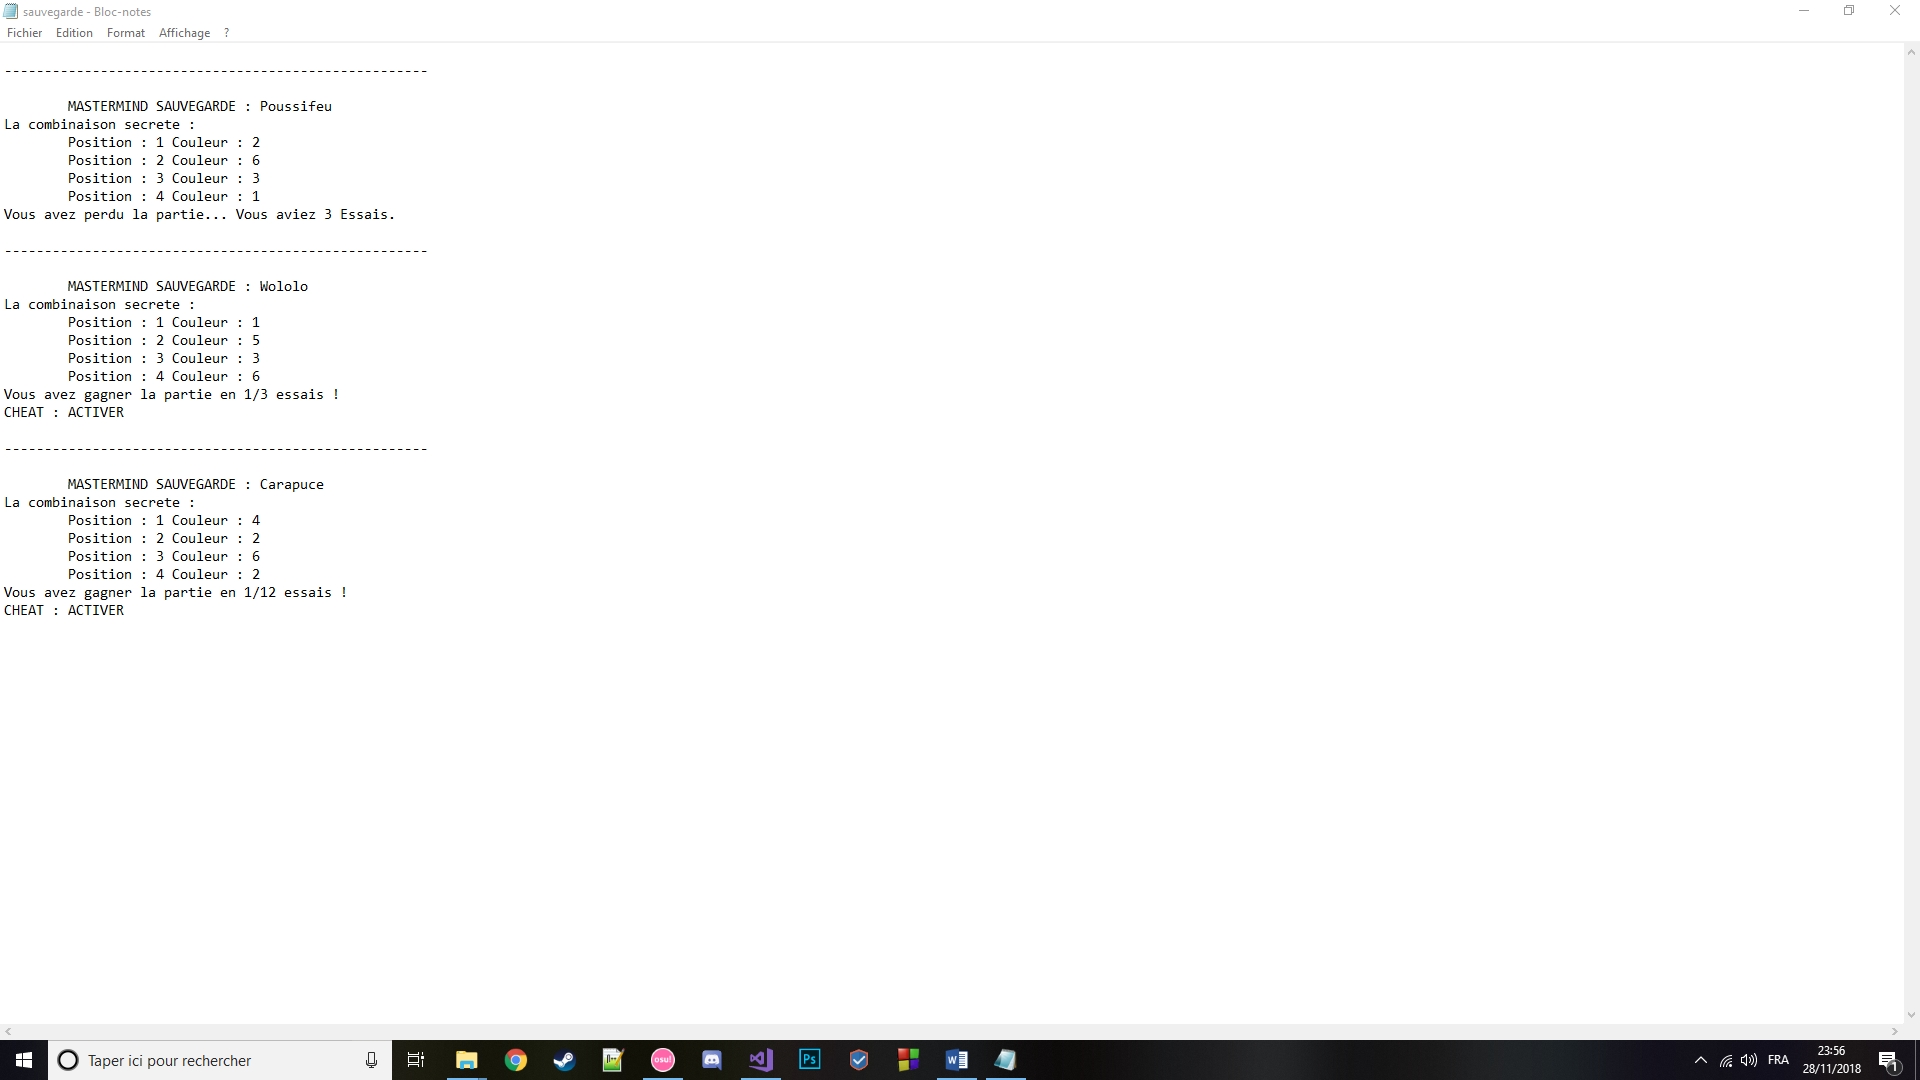 sauvegarde - Bloc-notes
Fichier Edition Format Affichage ?
-----------------------------------------------------
MASTERMIND SAUVEGARDE : Poussifeu
La combinaison secrete :
Position : 1 Couleur : 2
Position : 2 Couleur : 6
Position : 3 Couleur : 3
Position : 4 Couleur : 1
Vous avez perdu la partie... Vous aviez 3 Essais.
-----------------------------------------------------
MASTERMIND SAUVEGARDE : Wololo
La combinaison secrete :
Position : 1 Couleur : 1
Position : 2 Couleur : 5
Position : 3 Couleur : 3
Position : 4 Couleur : 6
Vous avez gagner la partie en 1/3 essais !
CHEAT : ACTIVER
-----------------------------------------------------
MASTERMIND SAUVEGARDE : Carapuce
La combinaison secrete :
Position : 1 Couleur : 4
Position : 2 Couleur : 2
Position : 3 Couleur : 6
Position : 4 Couleur : 2
Vous avez gagner la partie en 1/12 essais !
CHEAT : ACTIVER
Taper ici pour rechercher
osu!
Ps
W
FRA
23:56
28/11/2018
1